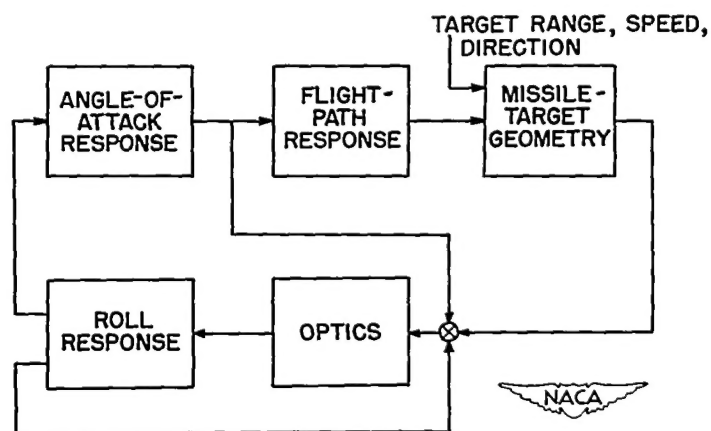 TARGET RANGE, SPEED,
DIRECTION
ANGLE-OF-
ATTACK
RESPONSE
FLIGHT-
PATH
RESPONSE
MISSILE-
TARGET
GEOMETRY
ROLL
RESPONSE
OPTICS
NACA